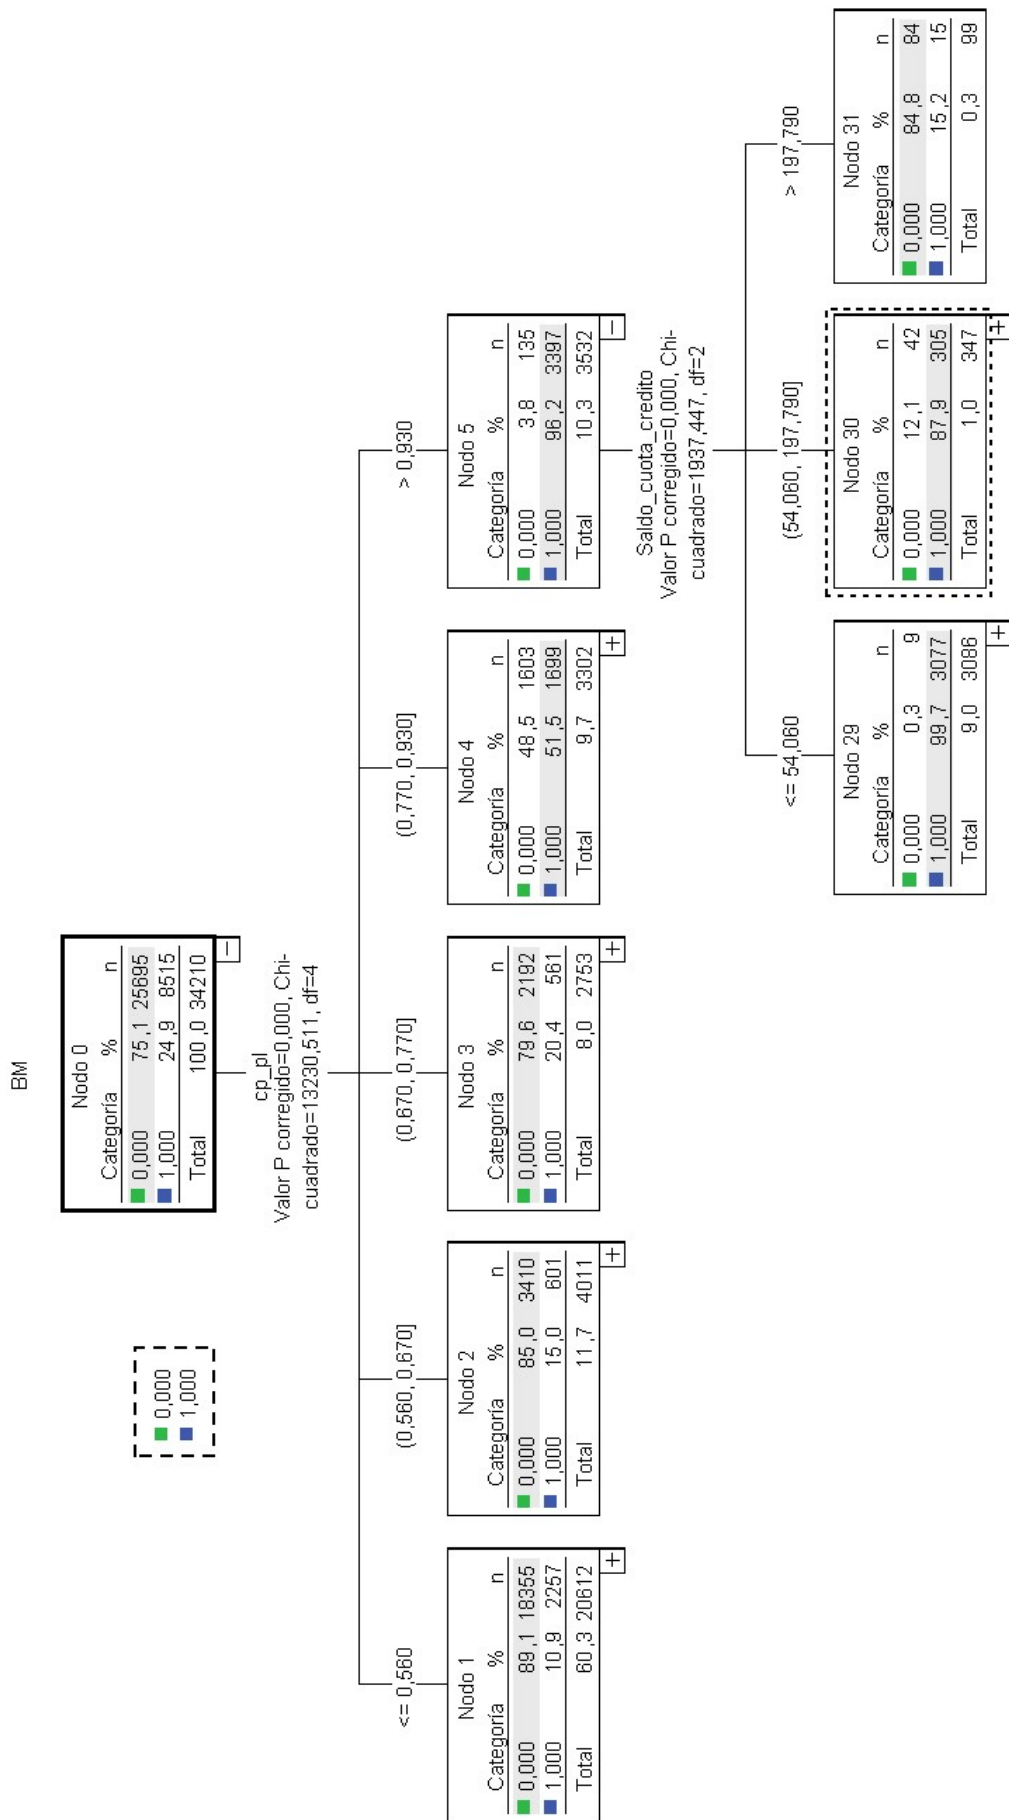 BM
0,000
1,000
Nodo 0
Categoría % n
0,000 75,1 25695
1,000 24,9 8515
Total 100,0 34210
cp_pl
Valor P corregido=0,000, Chi-
cuadrado=13230,511, df=4
<= 0,560
(0,560, 0,670]
(0,670, 0,770]
(0,770, 0,930]
> 0,930
Nodo 1
Categoría % n
0,000 89,1 18355
1,000 10,9 2257
Total 60,3 20612
Nodo 2
Categoría % n
0,000 85,0 3410
1,000 15,0 601
Total 11,7 4011
Nodo 3
Categoría % n
0,000 79,6 2192
1,000 20,4 561
Total 8,0 2753
Nodo 4
Categoría % n
0,000 48,5 1603
1,000 51,5 1699
Total 9,7 3302
Nodo 5
Categoría % n
0,000 3,8 135
1,000 96,2 3397
Total 10,3 3532
Saldo_cuota_credito
Valor P corregido=0,000, Chi-
cuadrado=1937,447, df=2
<= 54,060
(54,060, 197,790]
> 197,790
Nodo 29
Categoría % n
0,000 0,3 9
1,000 99,7 3077
Total 9,0 3086
Nodo 30
Categoría % n
0,000 12,1 42
1,000 87,9 305
Total 1,0 347
Nodo 31
Categoría % n
0,000 84,8 84
1,000 15,2 15
Total 0,3 99